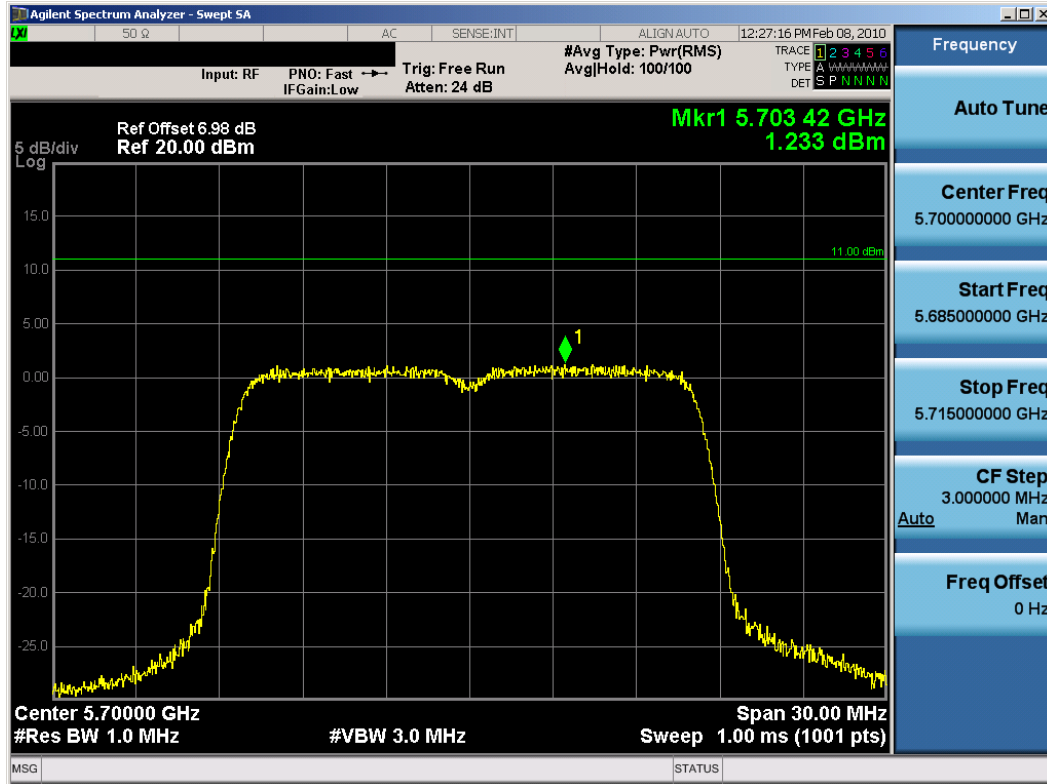 Agilent Spectrum Analyzer - Swept SA
LXI 50 Ω AC SENSE:INT ALIGNAUTO 12:27:16 PM Feb 08, 2010
Input: RF PNO: Fast Trig: Free Run #Avg Type: Pwr(RMS) TRACE 1 2 3 4 5 6
IFGain:Low Atten: 24 dB Avg|Hold: 100/100 TYPE A WWWWW
DET S P N N N N
Frequency
Mkr1 5.703 42 GHz
1.233 dBm
Ref Offset 6.98 dB
5 dB/div Ref 20.00 dBm
Log
15.0
11.00 dBm
10.0
5.00
1
0.00
-5.00
-10.0
-15.0
-20.0
-25.0
Center 5.70000 GHz Span 30.00 MHz
#Res BW 1.0 MHz #VBW 3.0 MHz Sweep 1.00 ms (1001 pts)
MSG STATUS
Auto Tune
Center Freq
5.700000000 GHz
Start Freq
5.685000000 GHz
Stop Freq
5.715000000 GHz
CF Step
3.000000 MHz
Auto Man
Freq Offset
0 Hz